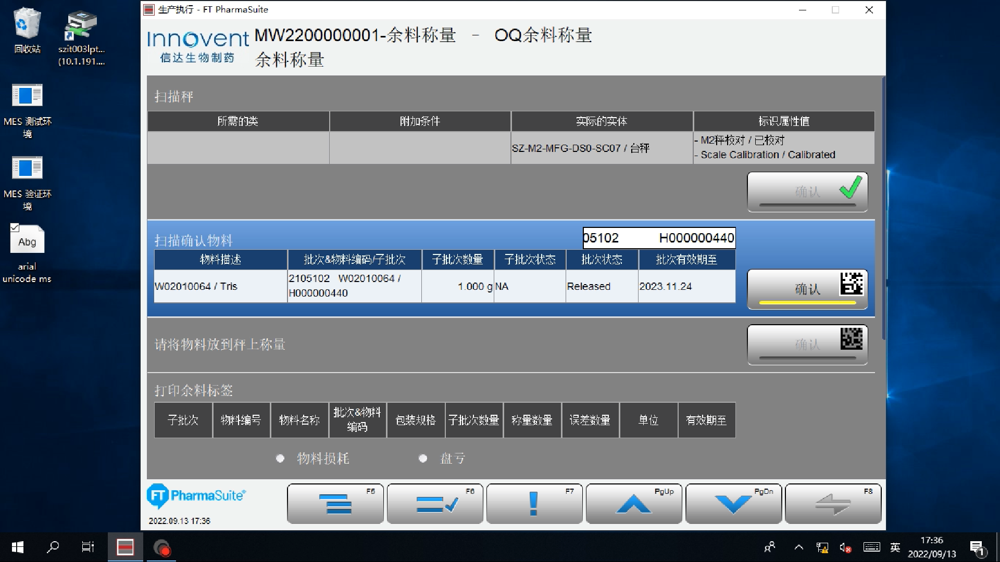 回收站
szit003lpt...
(10.1.191....
MES 测试环
境
MES 验证环
境
Abg
arial
unicode ms
生产执行 - FT PharmaSuite
Innovent
信达生物制药
MW2200000001-余料称量 - OQ余料称量
余料称量
扫描秤
所需的类 附加条件 实际的实体 标识属性值
SZ-M2-MFG-DS0-SC07 / 台秤
- M2秤校对 / 已校对
- Scale Calibration / Calibrated
确认
扫描确认物料
05102 H000000440
物料描述 批次&物料编码/子批次 子批次数量 子批次状态 批次状态 批次有效期至
W02010064 / Tris
2105102 W02010064 /
H000000440
1.000 g NA Released 2023.11.24
确认
请将物料放到秤上称量
确认
打印余料标签
子批次 物料编号 物料名称 批次&物料
编码 包装规格 子批次数量 称量数量 误差数量 单位 有效期至
物料损耗 盘亏
FT PharmaSuite®
2022.09.13 17:36
F5 F6 F7 PgUp PgDn F8
英
17:36
2022/09/13
1